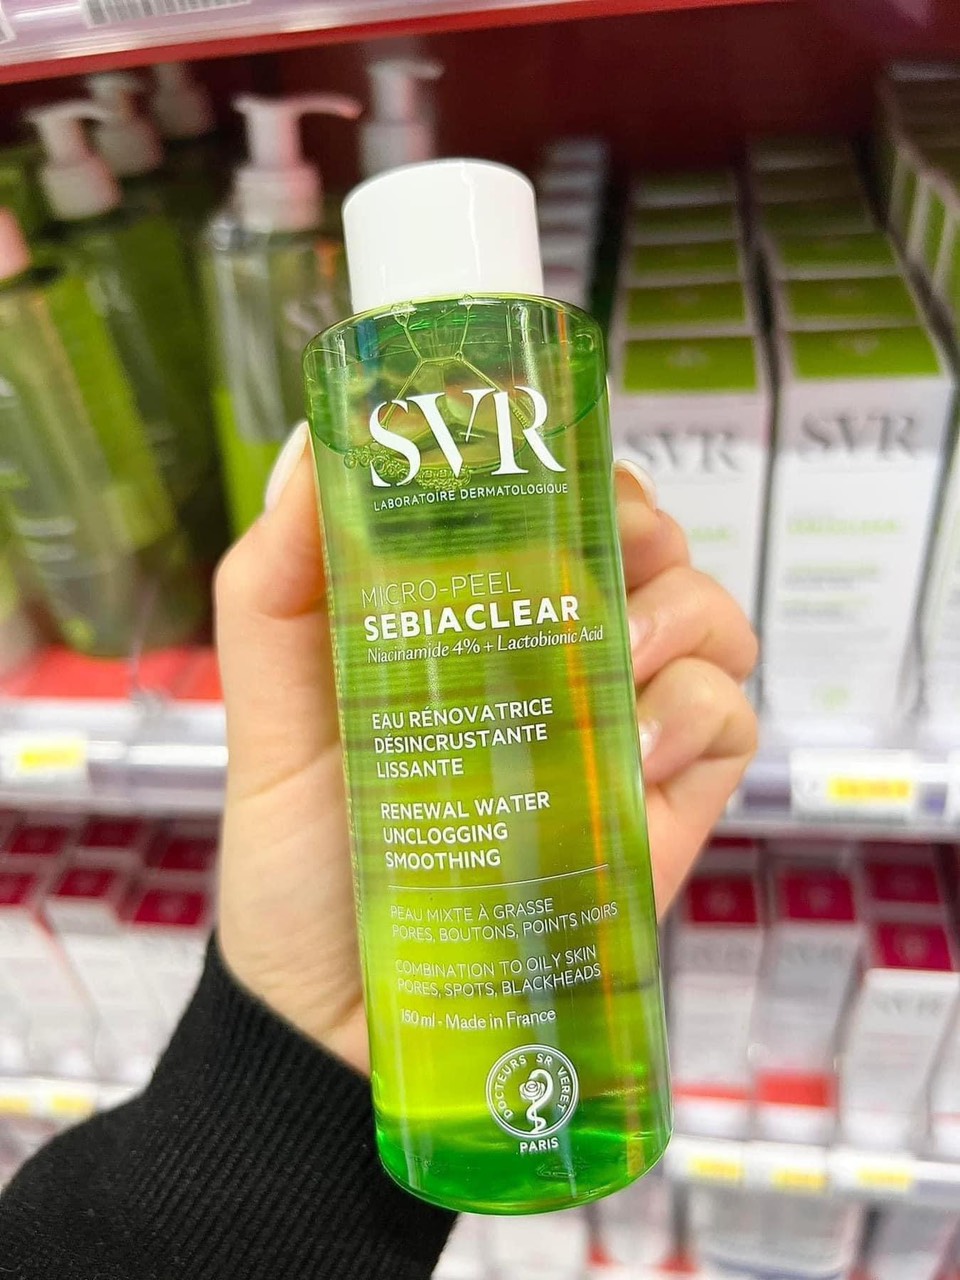 SVR
LABORATOIRE DERMATOLOGIQUE
MICRO-PEEL
SEBIACLEAR
Niacinamide 4% + Lactobionic Acid
EAU RÉNOVATRICE
DÉSINCRUSTANTE
LISSANTE
RENEWAL WATER
UNCLOGGING
SMOOTHING
PEAU MIXTE À GRASSE
PORES, BOUTONS, POINTS NOIRS
COMBINATION TO OILY SKIN
PORES, SPOTS, BLACKHEADS
150 ml - Made in France
DOCTEURS SR VERET
PARIS
SVR
SVR
SEBIACLEAR